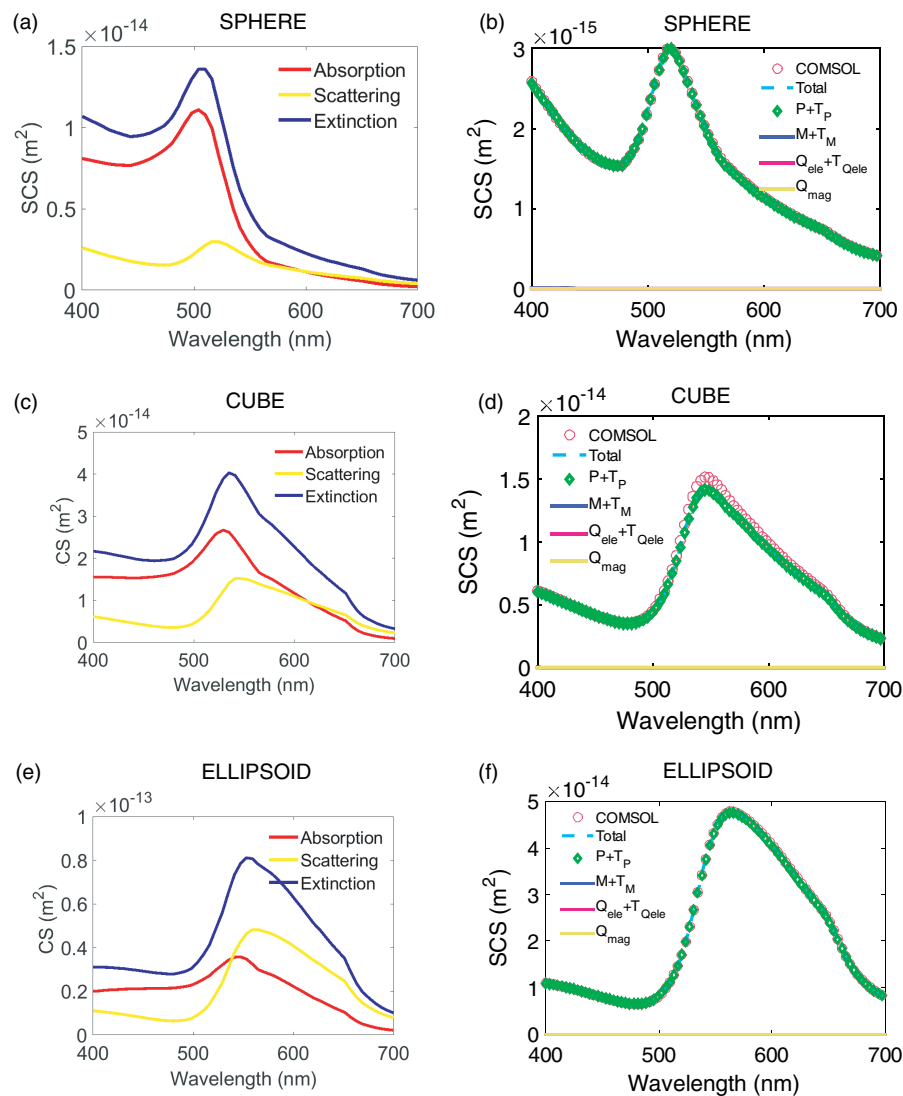 (a)
SPHERE
×10⁻¹⁴
1.5
1
0.5
0
SCS (m²)
Absorption
Scattering
Extinction
400
500
600
700
Wavelength (nm)
(b)
SPHERE
×10⁻¹⁵
3
2
1
0
SCS (m²)
COMSOL
Total
P+T_P
M+T_M
Q_ele+T_Qele
Q_mag
400
500
600
700
Wavelength (nm)
(c)
CUBE
×10⁻¹⁴
5
4
3
2
1
0
CS (m²)
Absorption
Scattering
Extinction
400
500
600
700
Wavelength (nm)
(d)
CUBE
×10⁻¹⁴
2
1.5
1
0.5
0
SCS (m²)
COMSOL
Total
P+T_P
M+T_M
Q_ele+T_Qele
Q_mag
400
500
600
700
Wavelength (nm)
(e)
ELLIPSOID
×10⁻¹³
1
0.8
0.6
0.4
0.2
0
CS (m²)
Absorption
Scattering
Extinction
400
500
600
700
Wavelength (nm)
(f)
ELLIPSOID
×10⁻¹⁴
5
4
3
2
1
0
SCS (m²)
COMSOL
Total
P+T_P
M+T_M
Q_ele+T_Qele
Q_mag
400
500
600
700
Wavelength (nm)